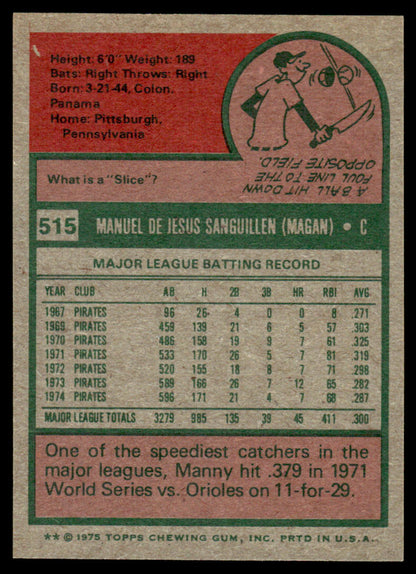 Height: 6'0" Weight: 189
Bats: Right Throws: Right
Born: 3-21-44, Colon,
Panama
Home: Pittsburgh,
Pennsylvania
What is a "Slice"?
A BALL HIT DOWN
FOUL LINE TO THE
OPPOSITE FIELD.
515 MANUEL DE JESUS SANGUILLEN (MAGAN) • C
MAJOR LEAGUE BATTING RECORD
YEAR CLUB AB H 2B 3B HR RBI AVG
1967 PIRATES 96 26 4 0 0 8 .271
1969 PIRATES 459 139 21 6 5 57 .303
1970 PIRATES 486 158 19 9 7 61 .325
1971 PIRATES 533 170 26 5 7 81 .319
1972 PIRATES 520 155 18 8 7 71 .298
1973 PIRATES 589 166 26 7 12 65 .282
1974 PIRATES 596 171 21 4 7 68 .287
MAJOR LEAGUE TOTALS 3279 985 135 39 45 411 .300
One of the speediest catchers in the
major leagues, Manny hit .379 in 1971
World Series vs. Orioles on 11-for-29.
** © 1975 TOPPS CHEWING GUM, INC. PRTD IN U.S.A.